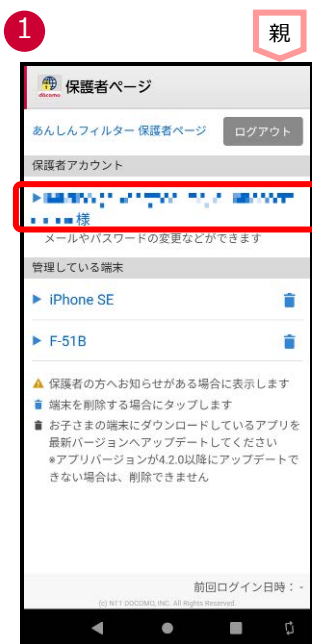 1
親
docomo
保護者ページ
あんしんフィルター 保護者ページ
ログアウト
保護者アカウント
様
メールやパスワードの変更などができます
管理している端末
iPhone SE
F-51B
保護者の方へお知らせがある場合に表示します
端末を削除する場合にタップします
お子さまの端末にダウンロードしているアプリを
最新バージョンへアップデートしてください
※アプリバージョンが4.2.0以降にアップデートで
きない場合は、削除できません
前回ログイン日時：-
(c) NTT DOCOMO, INC. All Rights Reserved.